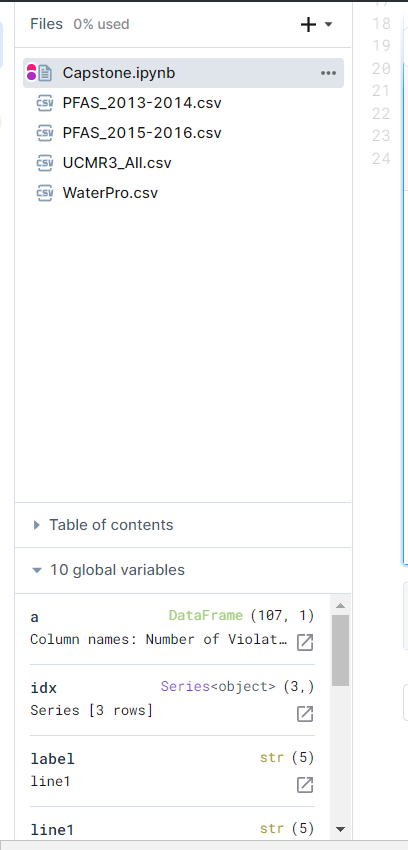 Files 0% used
Capstone.ipynb
CSV PFAS_2013-2014.csv
CSV PFAS_2015-2016.csv
CSV UCMR3_All.csv
CSV WaterPro.csv
Table of contents
10 global variables
a DataFrame (107, 1)
Column names: Number of Violat…
idx Series<object> (3,)
Series [3 rows]
label str (5)
line1
line1 str (5)
18
19
20
21
22
23
24